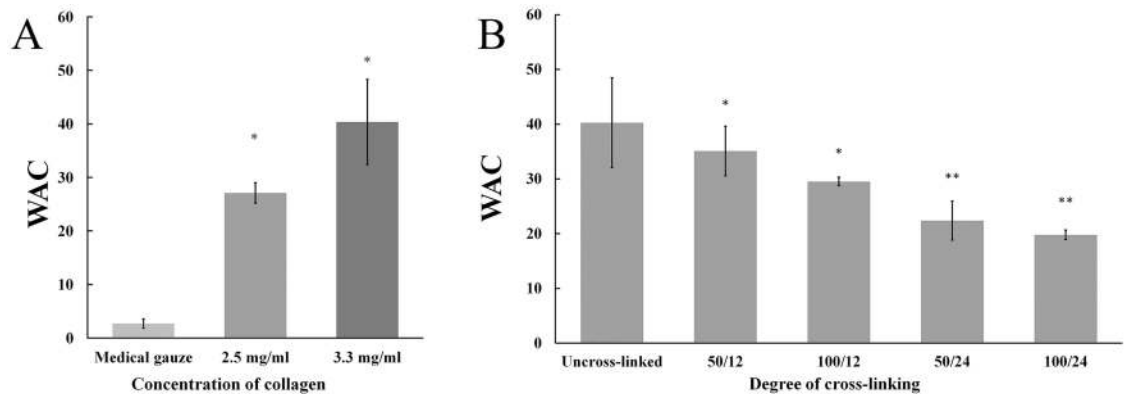 A
60
50
40
30
20
10
0
WAC
*
*
Medical gauze 2.5 mg/ml 3.3 mg/ml
Concentration of collagen
B
60
50
40
30
20
10
0
WAC
*
*
**
**
Uncross-linked 50/12 100/12 50/24 100/24
Degree of cross-linking